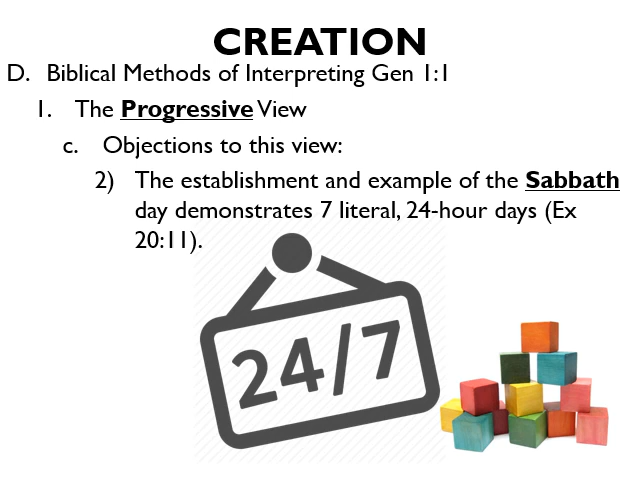 CREATION
D. Biblical Methods of Interpreting Gen 1:1
1. The Progressive View
c. Objections to this view:
2) The establishment and example of the Sabbath
day demonstrates 7 literal, 24-hour days (Ex
20:11).
24/7